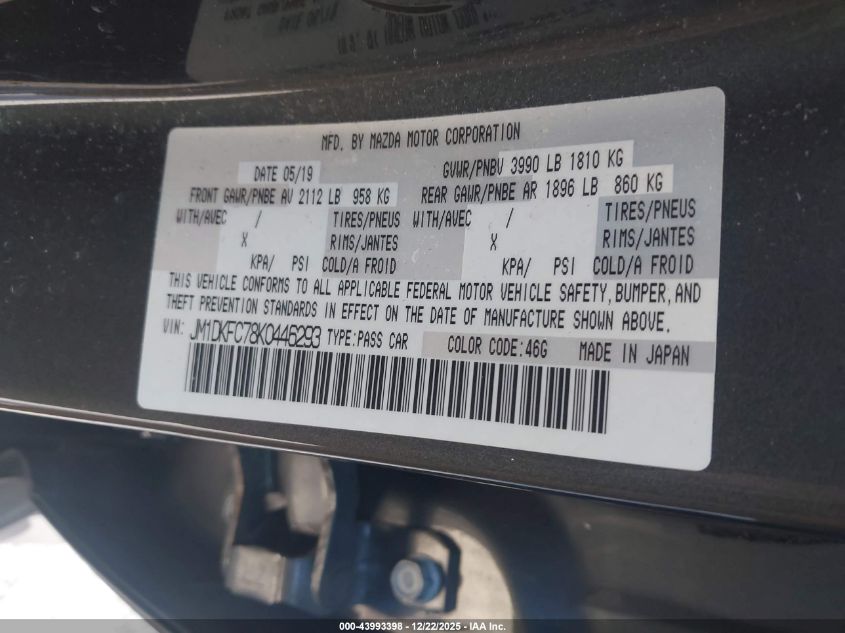 MFD. BY MAZDA MOTOR CORPORATION
DATE 05/19 GVWR/PNBV 3990 LB 1810 KG
FRONT GAWR/PNBE AV 2112 LB 958 KG REAR GAWR/PNBE AR 1896 LB 860 KG
WITH/AVEC / TIRES/PNEUS WITH/AVEC / TIRES/PNEUS
X RIMS/JANTES X RIMS/JANTES
KPA/ PSI COLD/A FROID KPA/ PSI COLD/A FROID
THIS VEHICLE CONFORMS TO ALL APPLICABLE FEDERAL MOTOR VEHICLE SAFETY, BUMPER, AND
THEFT PREVENTION STANDARDS IN EFFECT ON THE DATE OF MANUFACTURE SHOWN ABOVE.
VIN: JM1DKFC78K0446293 TYPE:PASS CAR COLOR CODE:46G MADE IN JAPAN
000-43993398 - 12/22/2025 - © IAA Inc.